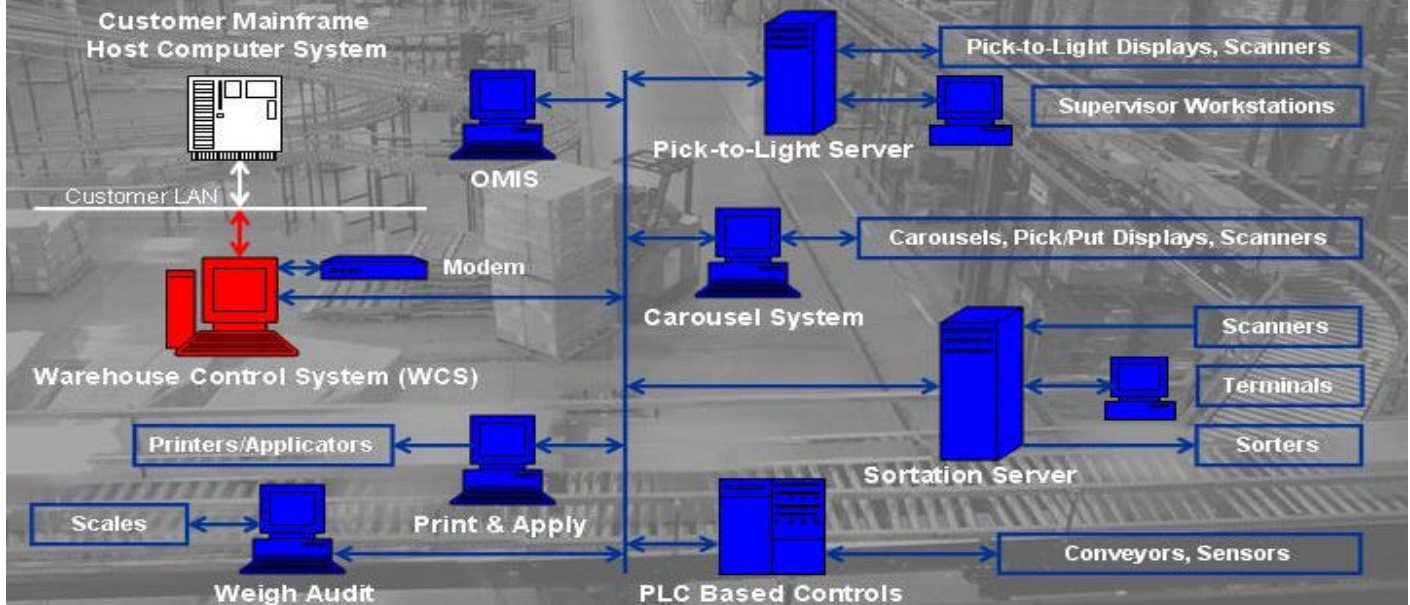 Customer Mainframe
Host Computer System
Pick-to-Light Displays, Scanners
Supervisor Workstations
Pick-to-Light Server
OMIS
Customer LAN
Carousels, Pick/Put Displays, Scanners
Modem
Carousel System
Scanners
Warehouse Control System (WCS)
Terminals
Printers/Applicators
Sorters
Sortation Server
Scales
Print & Apply
Conveyors, Sensors
Weigh Audit
PLC Based Controls